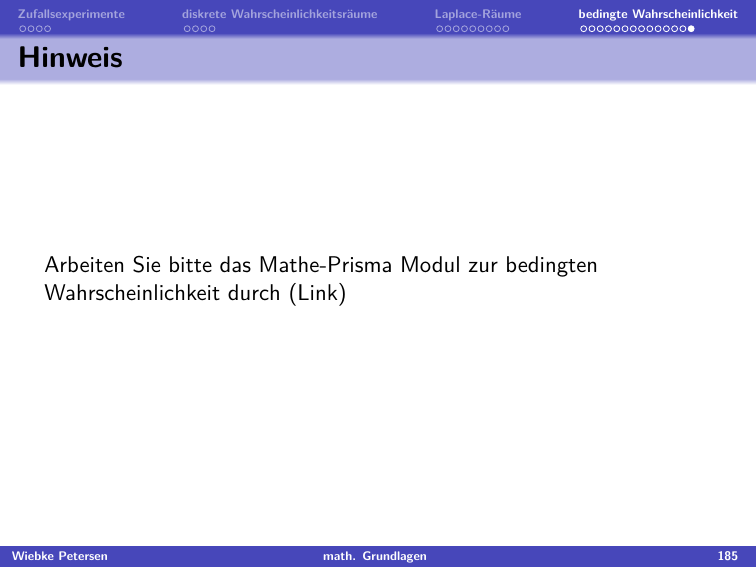 Zufallsexperimente diskrete Wahrscheinlichkeitsräume Laplace-Räume bedingte Wahrscheinlichkeit
Hinweis
Arbeiten Sie bitte das Mathe-Prisma Modul zur bedingten
Wahrscheinlichkeit durch (Link)
Wiebke Petersen math. Grundlagen 185